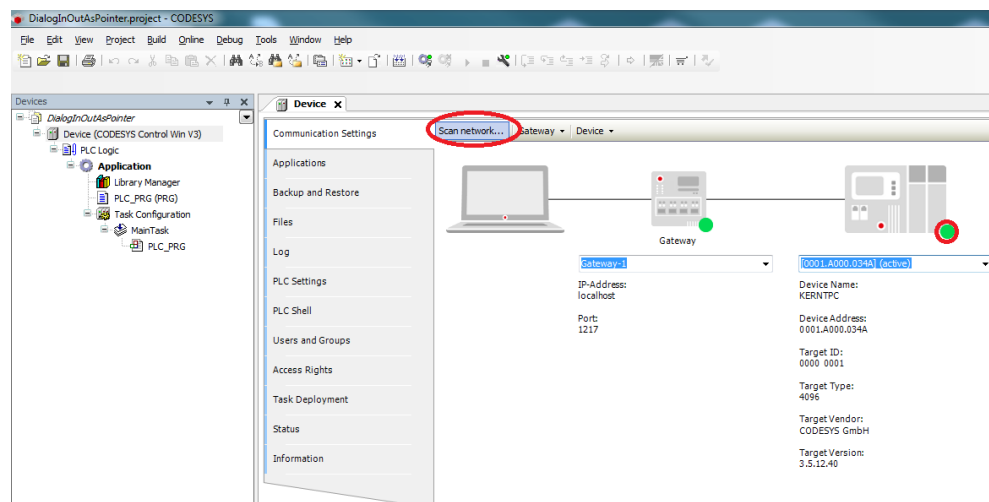 DialogInOutAsPointer.project - CODESYS
File Edit View Project Build Online Debug Tools Window Help
Devices
DialogInOutAsPointer
Device (CODESYS Control Win V3)
PLC Logic
Application
Library Manager
PLC_PRG (PRG)
Task Configuration
MainTask
PLC_PRG
Device
Communication Settings
Applications
Backup and Restore
Files
Log
PLC Settings
PLC Shell
Users and Groups
Access Rights
Task Deployment
Status
Information
Scan network... Gateway Device
Gateway
Gateway-1
IP-Address:
localhost
Port:
1217
[0001.A000.034A] (active)
Device Name:
KERNTPC
Device Address:
0001.A000.034A
Target ID:
0000 0001
Target Type:
4096
Target Vendor:
CODESYS GmbH
Target Version:
3.5.12.40